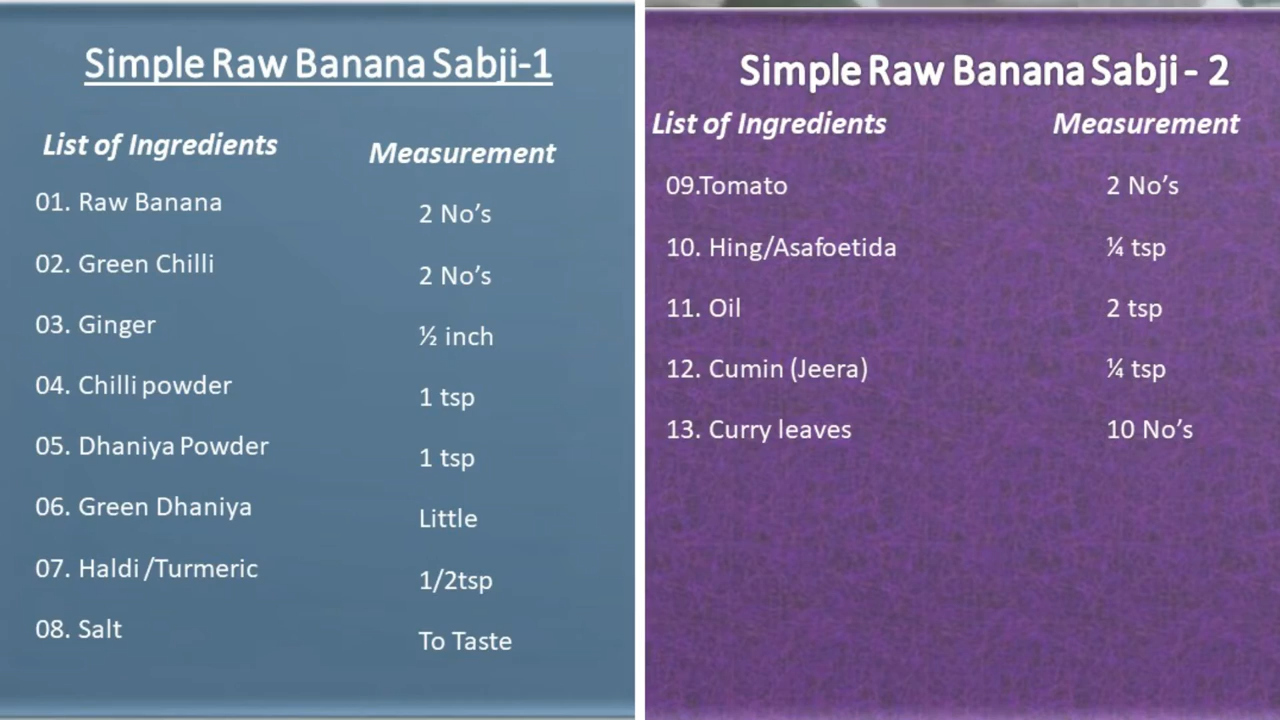 Simple Raw Banana Sabji-1
List of Ingredients Measurement
01. Raw Banana 2 No's
02. Green Chilli 2 No's
03. Ginger ½ inch
04. Chilli powder 1 tsp
05. Dhaniya Powder 1 tsp
06. Green Dhaniya Little
07. Haldi /Turmeric 1/2tsp
08. Salt To Taste
Simple Raw Banana Sabji - 2
List of Ingredients Measurement
09.Tomato 2 No's
10. Hing/Asafoetida ¼ tsp
11. Oil 2 tsp
12. Cumin (Jeera) ¼ tsp
13. Curry leaves 10 No's